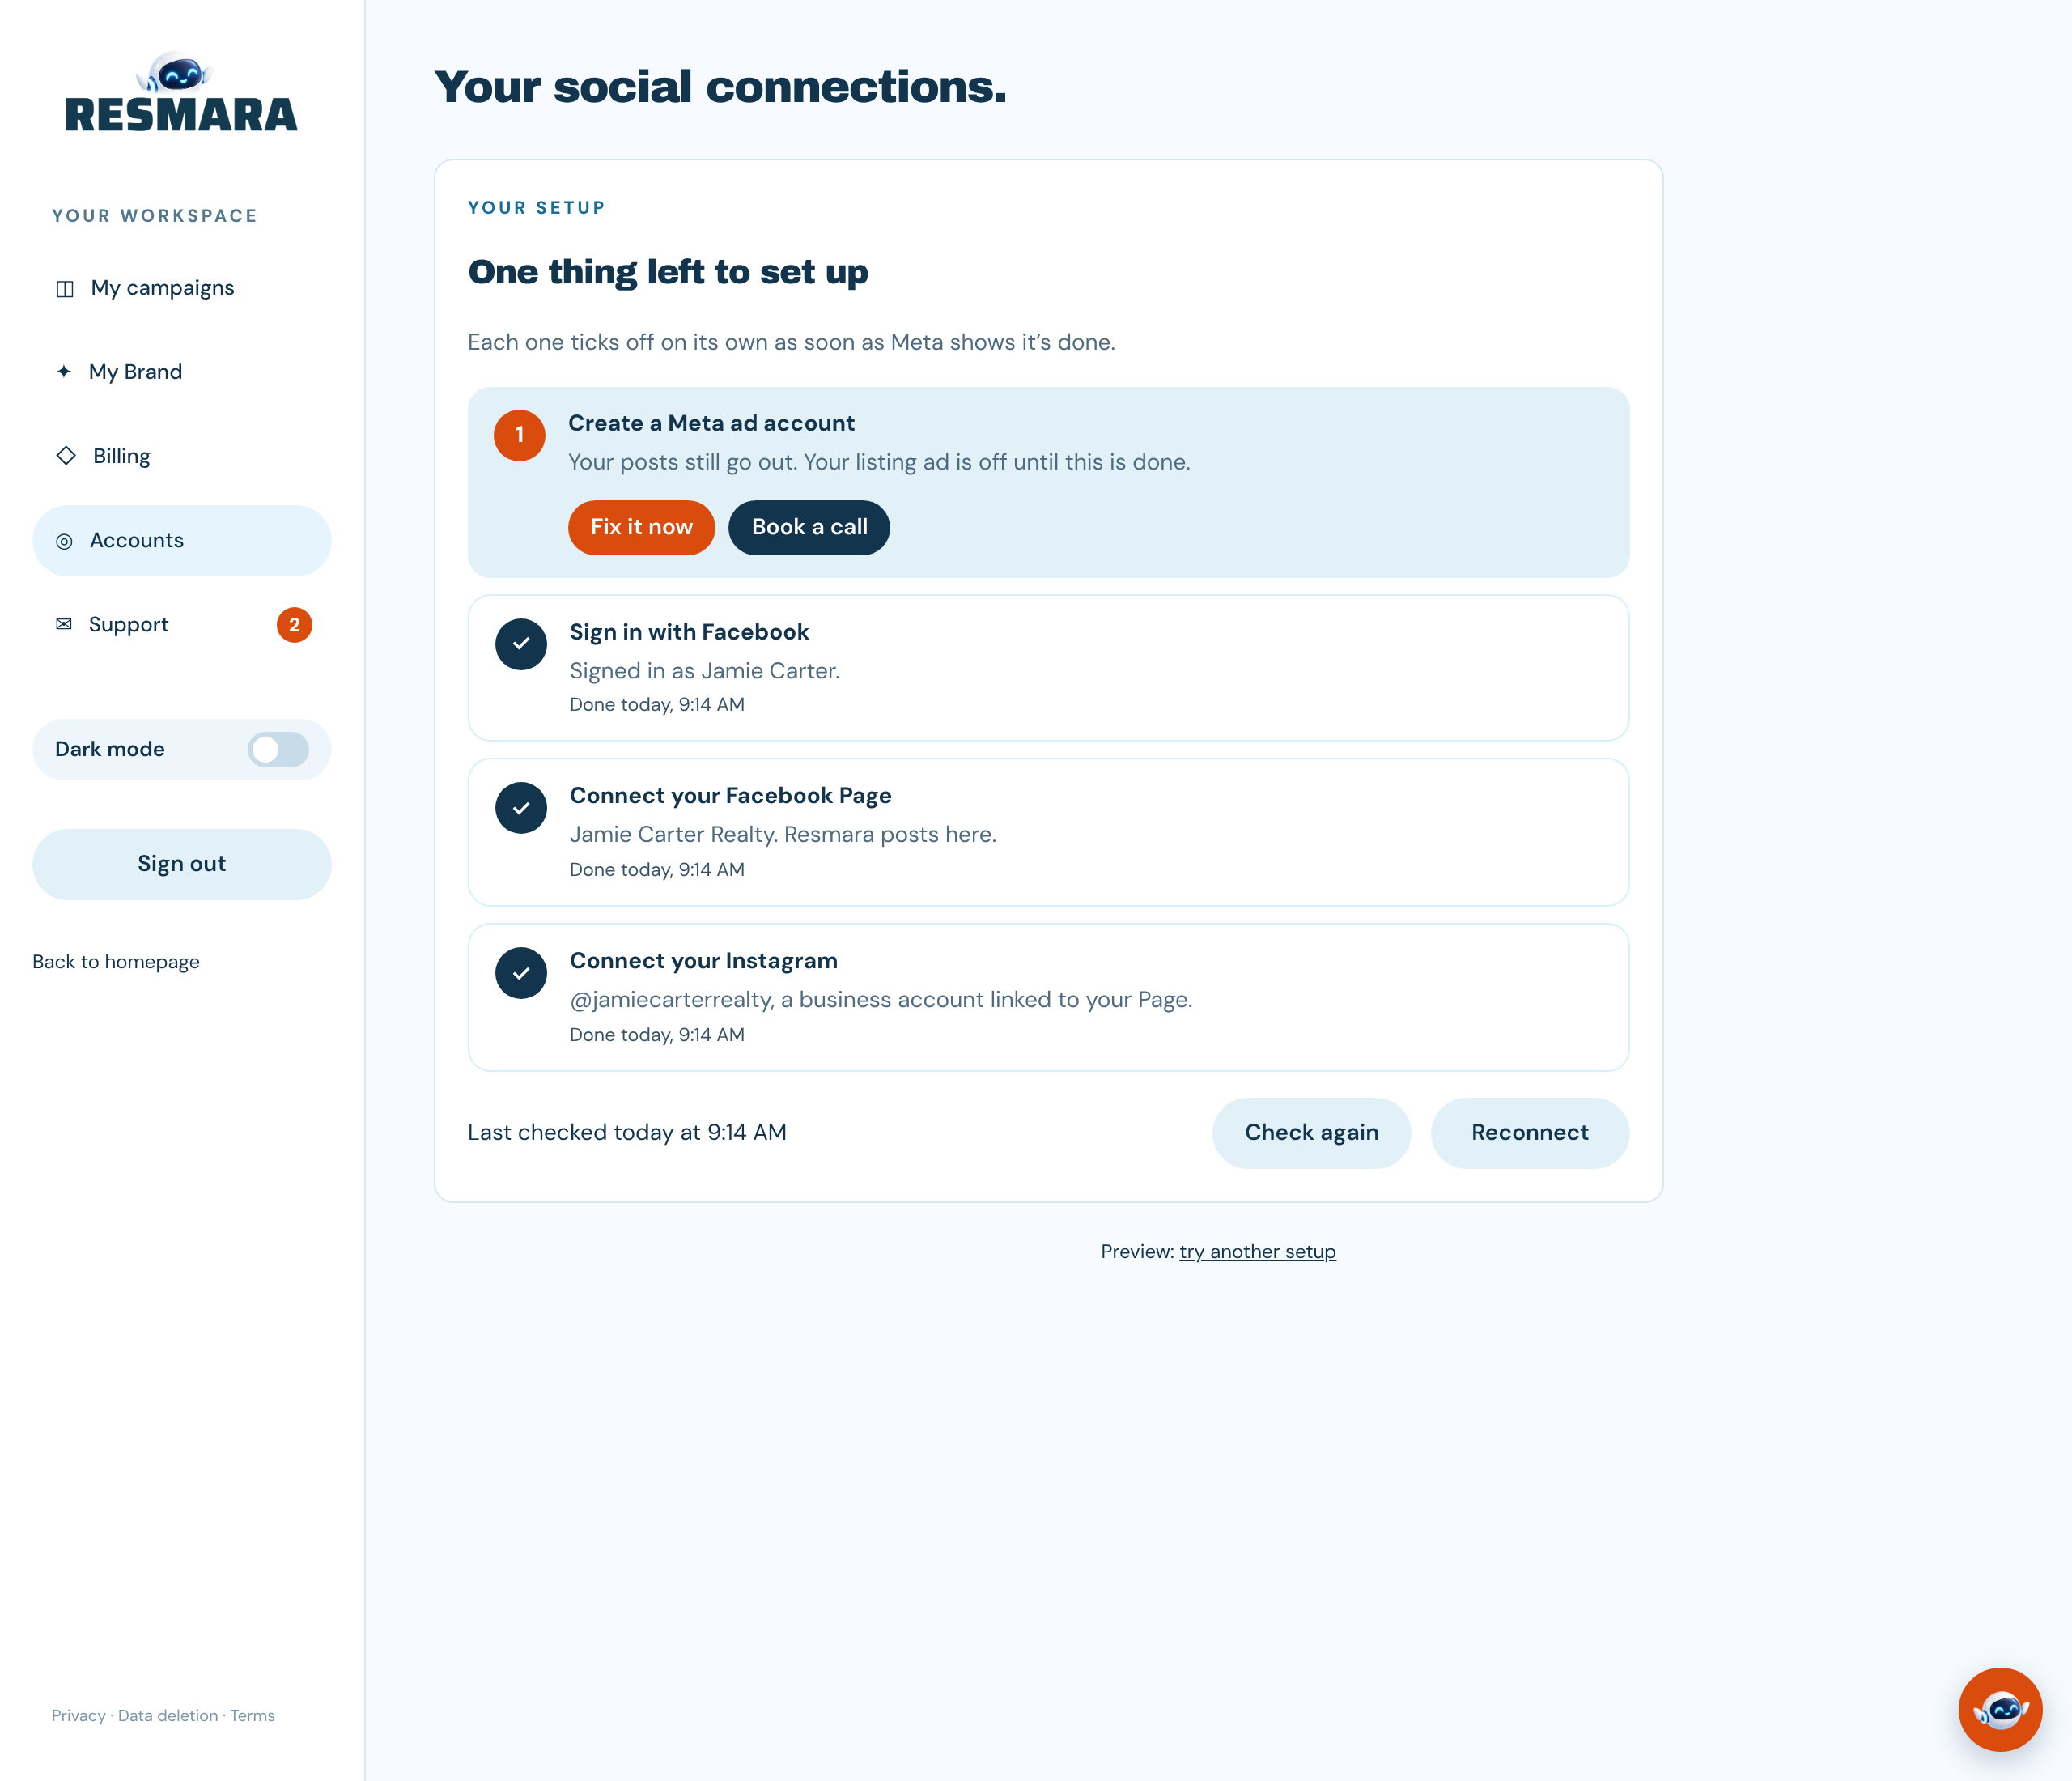 RESMARA
YOUR WORKSPACE
My campaigns
My Brand
Billing
Accounts
Support
2
Dark mode
Sign out
Back to homepage
Privacy · Data deletion · Terms
Your social connections.
YOUR SETUP
One thing left to set up
Each one ticks off on its own as soon as Meta shows it’s done.
1
Create a Meta ad account
Your posts still go out. Your listing ad is off until this is done.
Fix it now
Book a call
Sign in with Facebook
Signed in as Jamie Carter.
Done today, 9:14 AM
Connect your Facebook Page
Jamie Carter Realty. Resmara posts here.
Done today, 9:14 AM
Connect your Instagram
@jamiecarterrealty, a business account linked to your Page.
Done today, 9:14 AM
Last checked today at 9:14 AM
Check again
Reconnect
Preview: try another setup